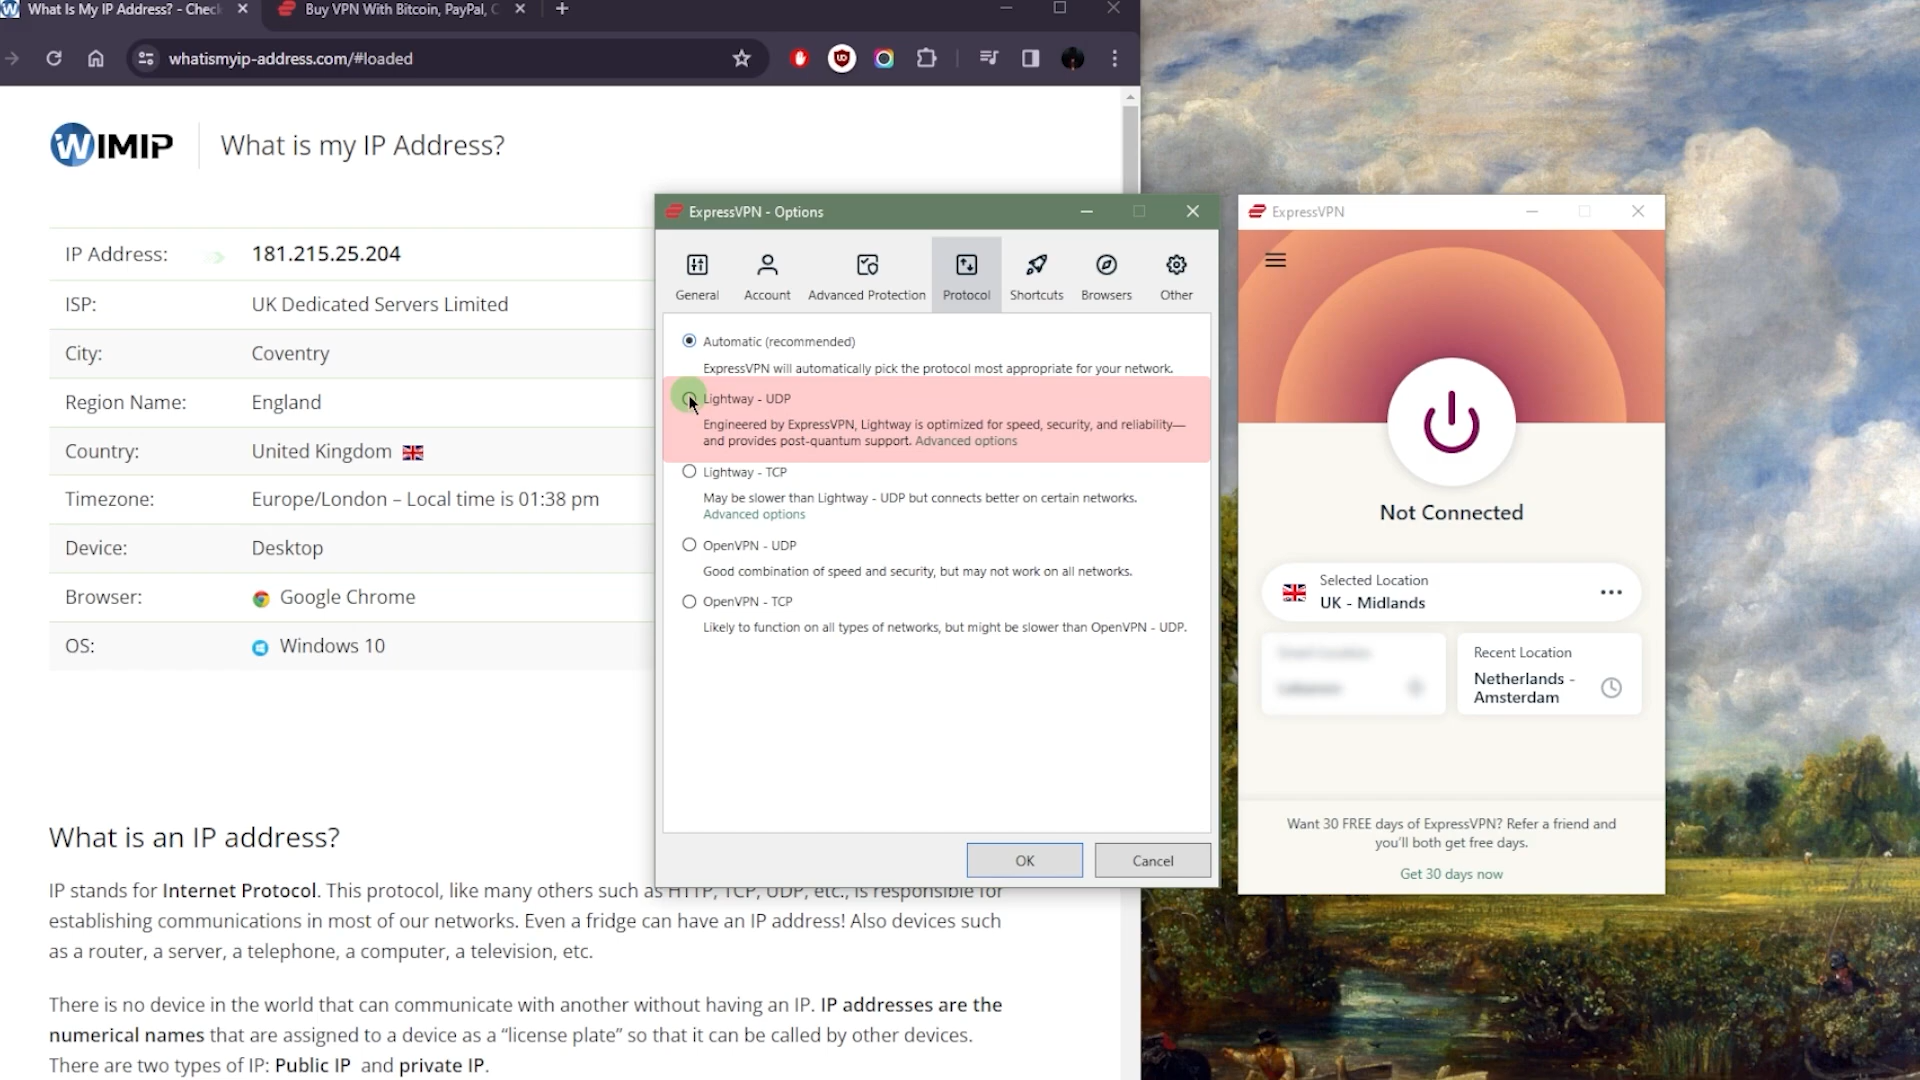 What Is My IP Address? - Chec
Buy VPN With Bitcoin, PayPal, C
whatismyip-address.com/#loaded
WIMIP
What is my IP Address?
IP Address: 181.215.25.204
ISP: UK Dedicated Servers Limited
City: Coventry
Region Name: England
Country: United Kingdom
Timezone: Europe/London – Local time is 01:38 pm
Device: Desktop
Browser: Google Chrome
OS: Windows 10
What is an IP address?
IP stands for Internet Protocol. This protocol, like many others such as HTTP, TCP, UDP, etc., is responsible for
establishing communications in most of our networks. Even a fridge can have an IP address! Also devices such
as a router, a server, a telephone, a computer, a television, etc.
There is no device in the world that can communicate with another without having an IP. IP addresses are the
numerical names that are assigned to a device as a “license plate” so that it can be called by other devices.
There are two types of IP: Public IP and private IP.
ExpressVPN - Options
General
Account
Advanced Protection
Protocol
Shortcuts
Browsers
Other
Automatic (recommended)
ExpressVPN will automatically pick the protocol most appropriate for your network.
Lightway - UDP
Engineered by ExpressVPN, Lightway is optimized for speed, security, and reliability—
and provides post-quantum support. Advanced options
Lightway - TCP
May be slower than Lightway - UDP but connects better on certain networks.
Advanced options
OpenVPN - UDP
Good combination of speed and security, but may not work on all networks.
OpenVPN - TCP
Likely to function on all types of networks, but might be slower than OpenVPN - UDP.
OK
Cancel
ExpressVPN
Not Connected
Selected Location
UK - Midlands
Recent Location
Netherlands -
Amsterdam
Want 30 FREE days of ExpressVPN? Refer a friend and
you'll both get free days.
Get 30 days now